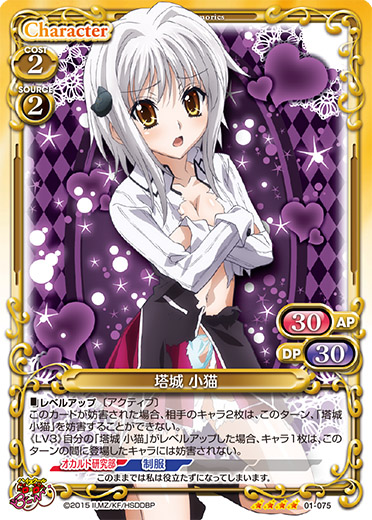 Character
COST
2
SOURCE
2
30 AP
DP 30
塔城 小猫
■レベルアップ [アクティブ]
このカードが妨害された場合、相手のキャラ2枚は、このターン、「塔城
小猫」を妨害することができない。
《LV3》自分の「塔城 小猫」がレベルアップした場合、キャラ1枚は、この
ターンの間に登場したキャラには妨害されない。
オカルト研究部 制服
このままでは私は役立たずになってしまいます。
©2015 II,MZ/KF/HSDDBP
01-075